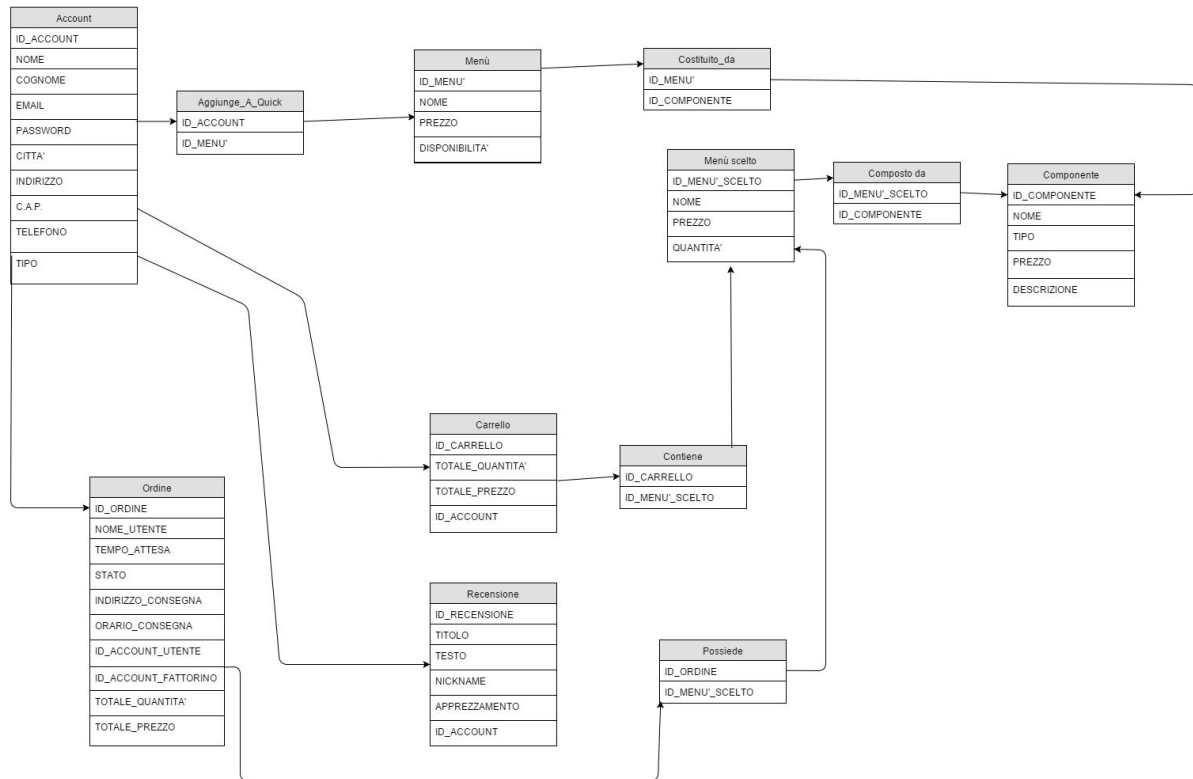 Account
ID_ACCOUNT
NOME
COGNOME
EMAIL
PASSWORD
CITTA'
INDIRIZZO
C.A.P.
TELEFONO
TIPO
Aggiunge_A_Quick
ID_ACCOUNT
ID_MENU'
Menù
ID_MENU'
NOME
PREZZO
DISPONIBILITA'
Costituito_da
ID_MENU'
ID_COMPONENTE
Menù scelto
ID_MENU'_SCELTO
NOME
PREZZO
QUANTITA'
Composto da
ID_MENU'_SCELTO
ID_COMPONENTE
Componente
ID_COMPONENTE
NOME
TIPO
PREZZO
DESCRIZIONE
Carrello
ID_CARRELLO
TOTALE_QUANTITA'
TOTALE_PREZZO
ID_ACCOUNT
Contiene
ID_CARRELLO
ID_MENU'_SCELTO
Ordine
ID_ORDINE
NOME_UTENTE
TEMPO_ATTESA
STATO
INDIRIZZO_CONSEGNA
ORARIO_CONSEGNA
ID_ACCOUNT_UTENTE
ID_ACCOUNT_FATTORINO
TOTALE_QUANTITA'
TOTALE_PREZZO
Recensione
ID_RECENSIONE
TITOLO
TESTO
NICKNAME
APPREZZAMENTO
ID_ACCOUNT
Possiede
ID_ORDINE
ID_MENU'_SCELTO